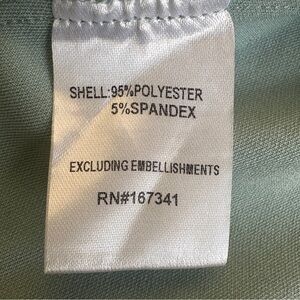 SHELL:95%POLYESTER
5%SPANDEX
EXCLUDING EMBELLISHMENTS
RN#167341